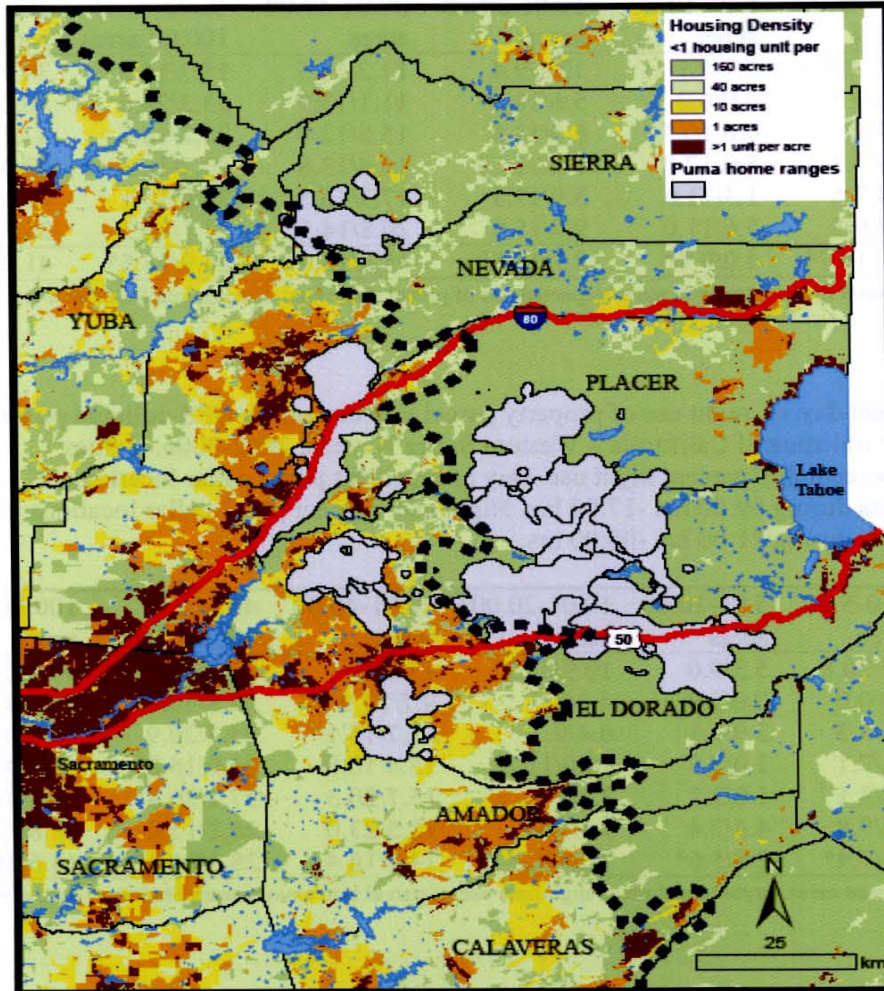 Housing Density
<1 housing unit per
160 acres
40 acres
10 acres
1 acres
>1 unit per acre
Puma home ranges
SIERRA
NEVADA
YUBA
80
PLACER
Lake
Tahoe
50
EL DORADO
Sacramento
AMADOR
SACRAMENTO
N
CALAVERAS
25
km